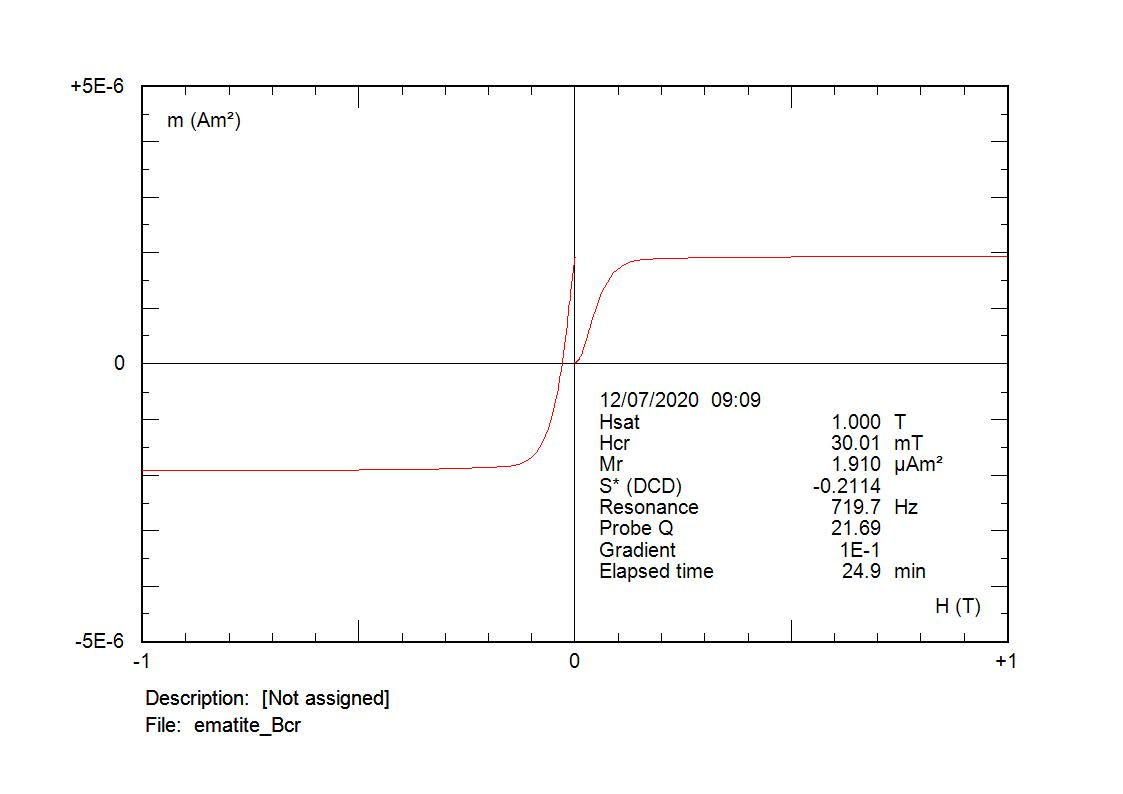 +5E-6
m (Am²)
0
12/07/2020 09:09
Hsat 1.000 T
Hcr 30.01 mT
Mr 1.910 µAm²
S* (DCD) -0.2114
Resonance 719.7 Hz
Probe Q 21.69
Gradient 1E-1
Elapsed time 24.9 min
H (T)
-5E-6
-1 0 +1
Description: [Not assigned]
File: ematite_Bcr